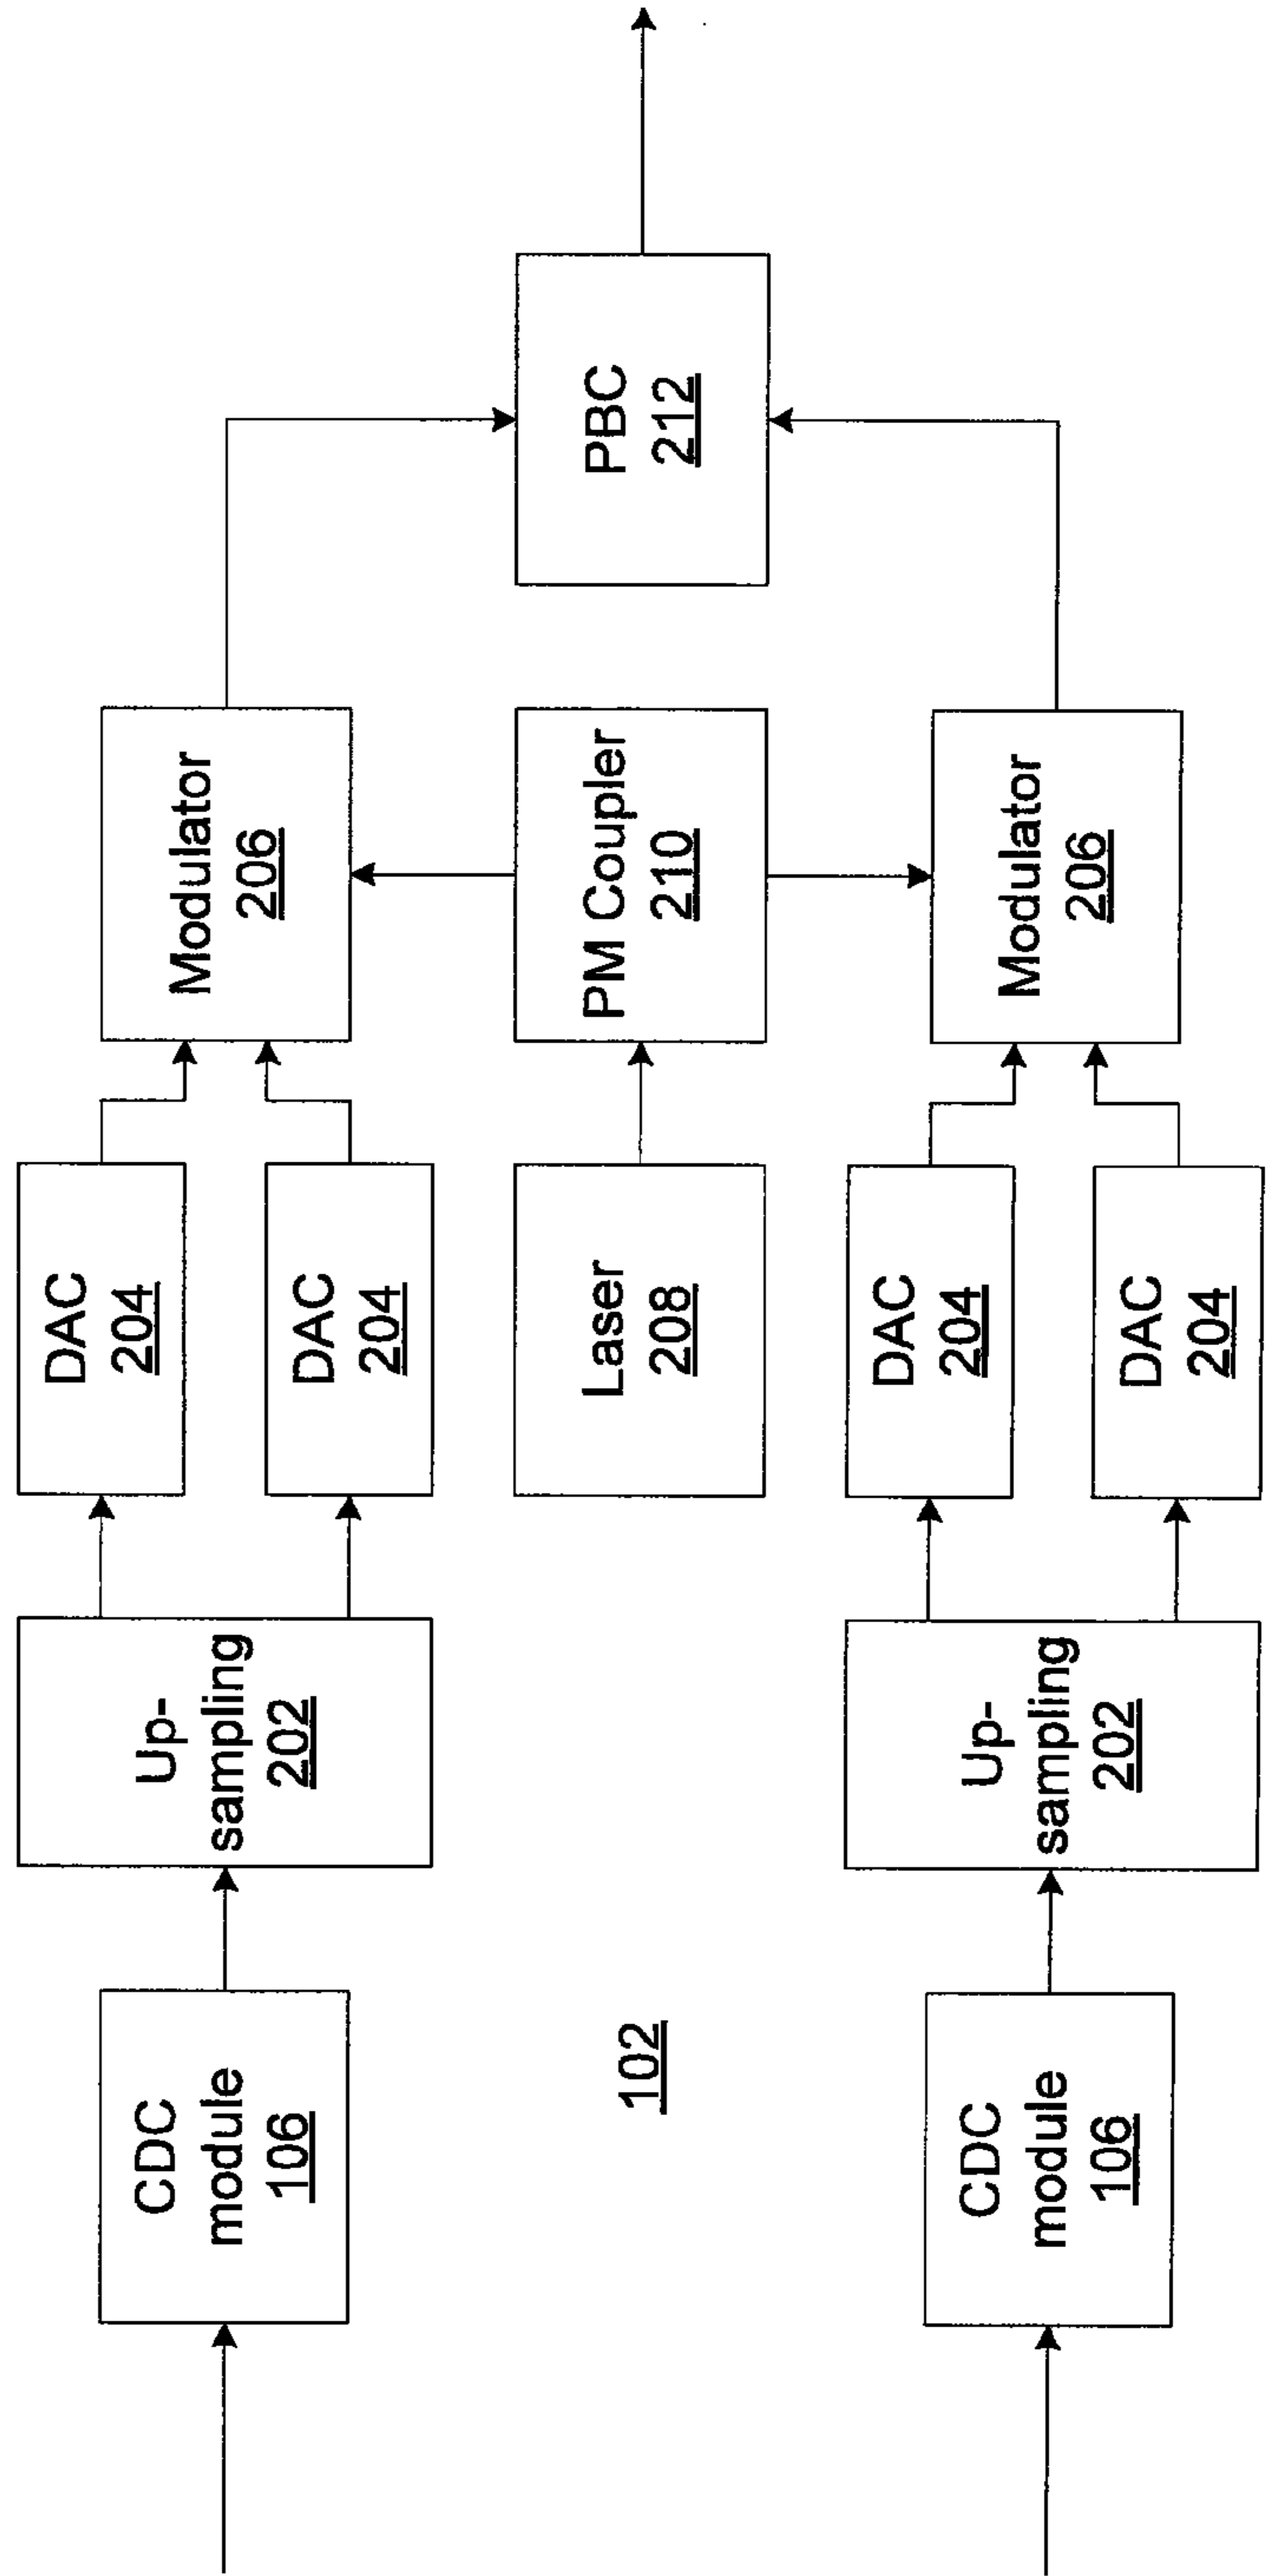 CDC
module
106
Up-
sampling
202
DAC
204
DAC
204
Modulator
206
Laser
208
PM Coupler
210
PBC
212
102
CDC
module
106
Up-
sampling
202
DAC
204
DAC
204
Modulator
206